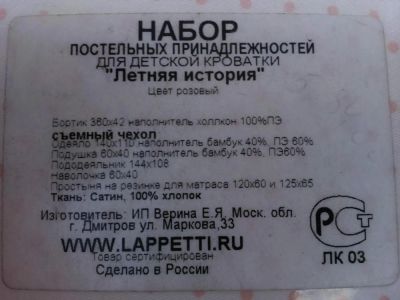 НАБОР
ПОСТЕЛЬНЫХ ПРИНАДЛЕЖНОСТЕЙ
ДЛЯ ДЕТСКОЙ КРОВАТКИ
"Летняя история"
Цвет розовый
Бортик 360х42 наполнитель холлкон 100%ПЭ
съемный чехол
Одеяло 140х110 наполнитель бамбук 40%, ПЭ 60%
Подушка 60х40 наполнитель бамбук 40%, ПЭ60%
Пододеяльник 144х108
Наволочка 60х40
Простыня на резинке для матраса 120х60 и 125х65
Ткань: Сатин, 100% хлопок
Изготовитель: ИП Верина Е.Я, Моск. обл.
г. Дмитров ул. Маркова,33
WWW.LAPPETTI.RU
Товар сертифицирован
Сделано в России
РСТ
ЛК 03